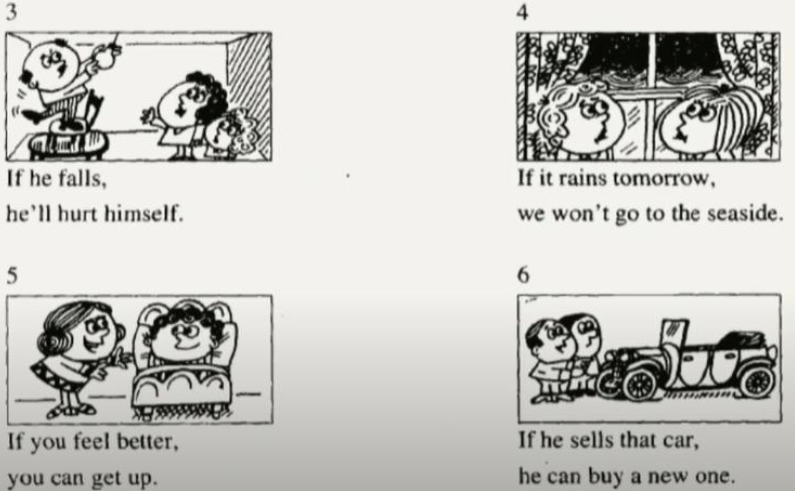 3
If he falls,
he'll hurt himself.
4
If it rains tomorrow,
we won't go to the seaside.
5
If you feel better,
you can get up.
6
If he sells that car,
he can buy a new one.